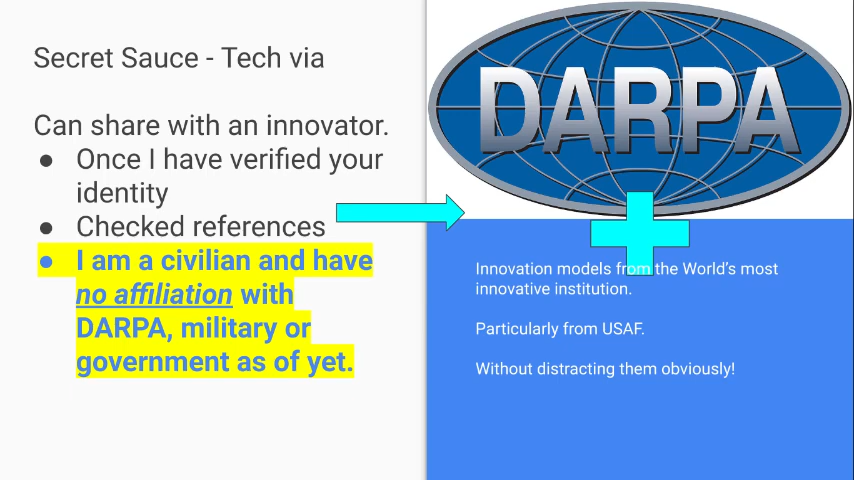 Secret Sauce - Tech via
Can share with an innovator.
● Once I have verified your
identity
● Checked references
● I am a civilian and have
no affiliation with
DARPA, military or
government as of yet.
DARPA
Innovation models from the World's most
innovative institution.
Particularly from USAF.
Without distracting them obviously!